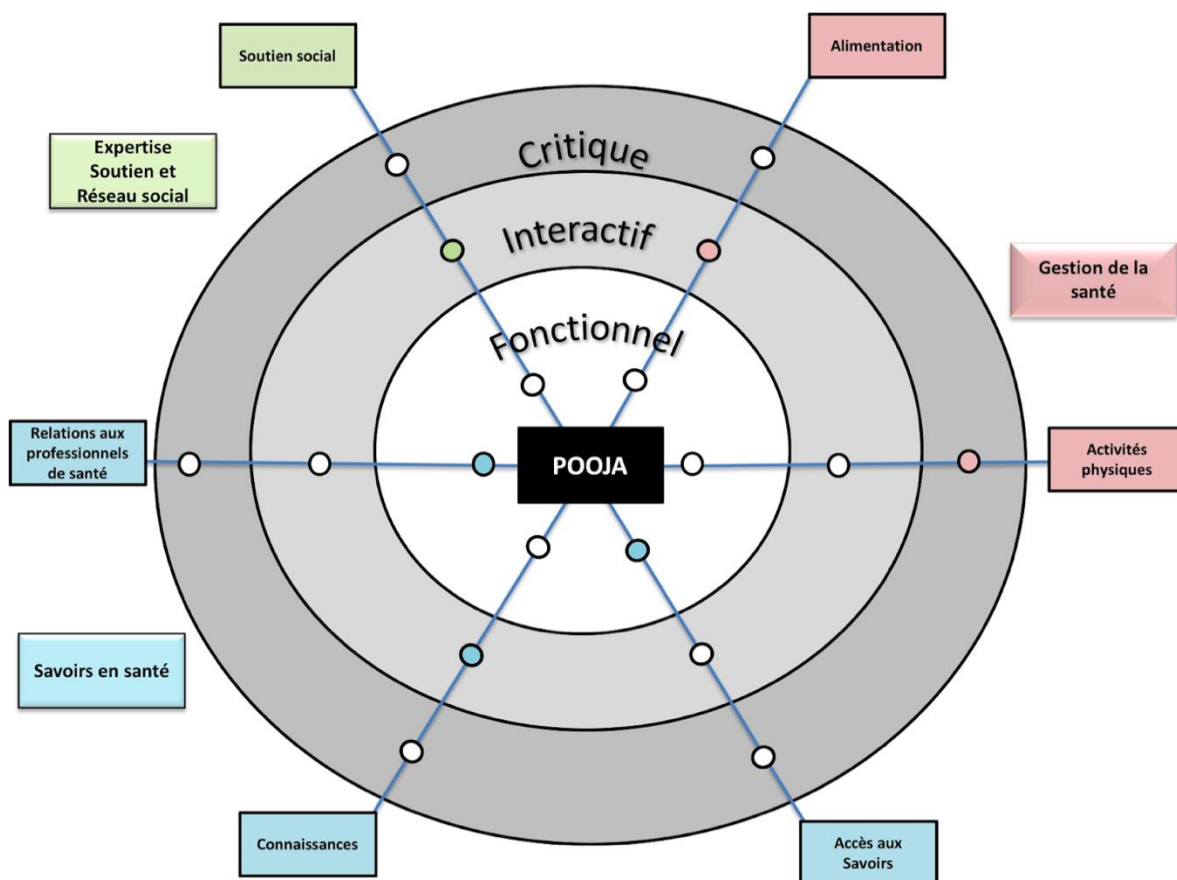 Soutien social
Alimentation
Critique
Expertise
Soutien et
Réseau social
Interactif
Gestion de la
santé
Fonctionnel
Relations aux
professionnels
de santé
POOJA
Activités
physiques
Savoirs en santé
Connaissances
Accès aux
Savoirs